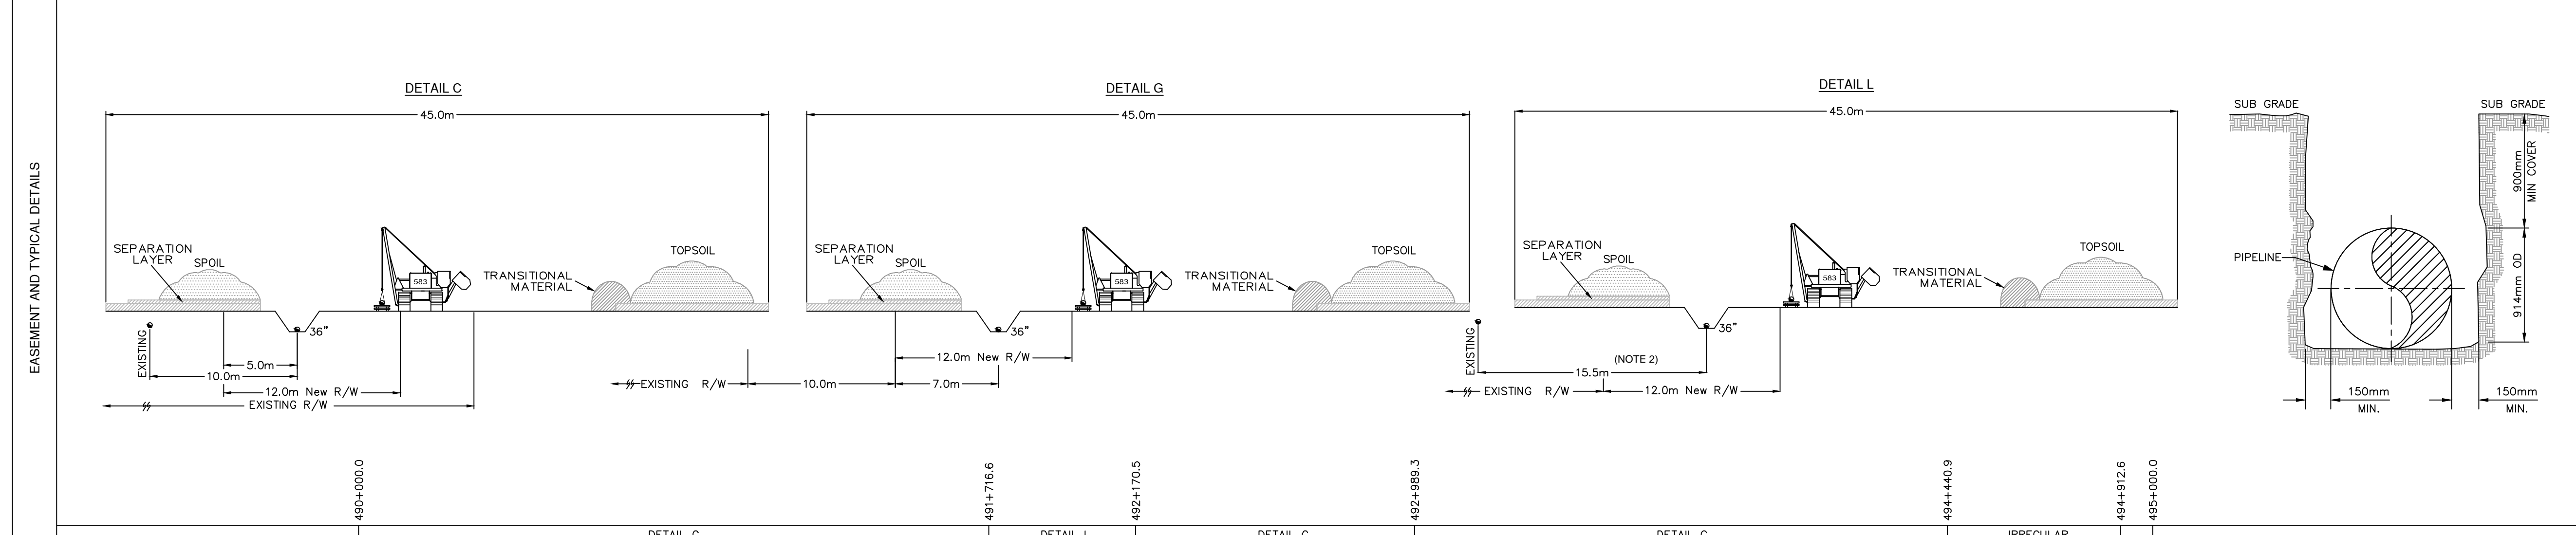 EASEMENT AND TYPICAL DETAILS
DETAIL C
45.0m
SEPARATION
LAYER
SPOIL
583
TRANSITIONAL
MATERIAL
TOPSOIL
36"
EXISTING
5.0m
10.0m
12.0m New R/W
EXISTING R/W
DETAIL G
45.0m
SEPARATION
LAYER
SPOIL
583
TRANSITIONAL
MATERIAL
TOPSOIL
36"
12.0m New R/W
EXISTING R/W
10.0m
7.0m
DETAIL L
45.0m
SEPARATION
LAYER
SPOIL
583
TRANSITIONAL
MATERIAL
TOPSOIL
36"
EXISTING
(NOTE 2)
15.5m
EXISTING R/W
12.0m New R/W
SUB GRADE
SUB GRADE
900mm
MIN COVER
914mm OD
PIPELINE
150mm
MIN.
150mm
MIN.
490+000.0
491+716.6
492+170.5
492+989.3
494+440.9
494+912.6
495+000.0
DETAIL
DETAIL
DETAIL
DETAIL
IRREGULAR